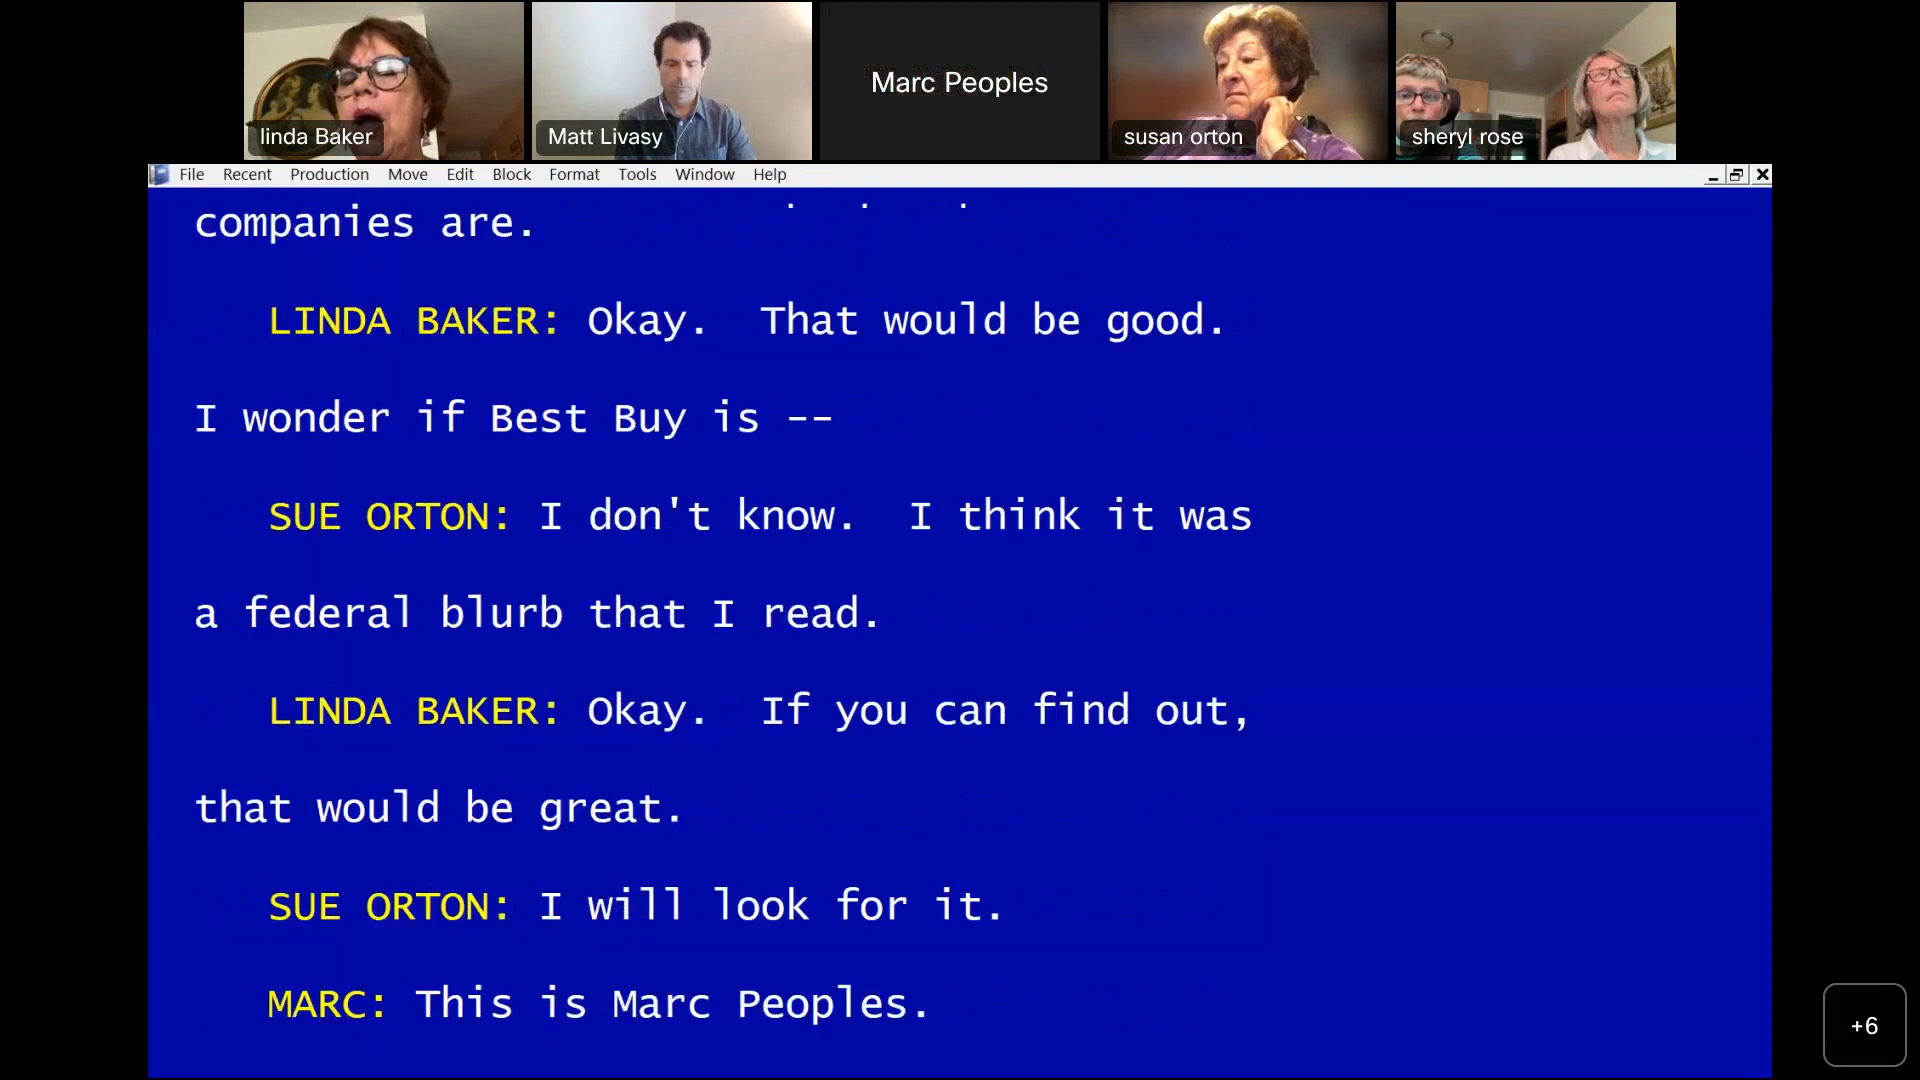 Marc Peoples
linda Baker
Matt Livasy
susan orton
sheryl rose
File Recent Production Move Edit Block Format Tools Window Help
companies are.
LINDA BAKER: Okay. That would be good.
I wonder if Best Buy is --
SUE ORTON: I don't know. I think it was
a federal blurb that I read.
LINDA BAKER: Okay. If you can find out,
that would be great.
SUE ORTON: I will look for it.
MARC: This is Marc Peoples.
+6